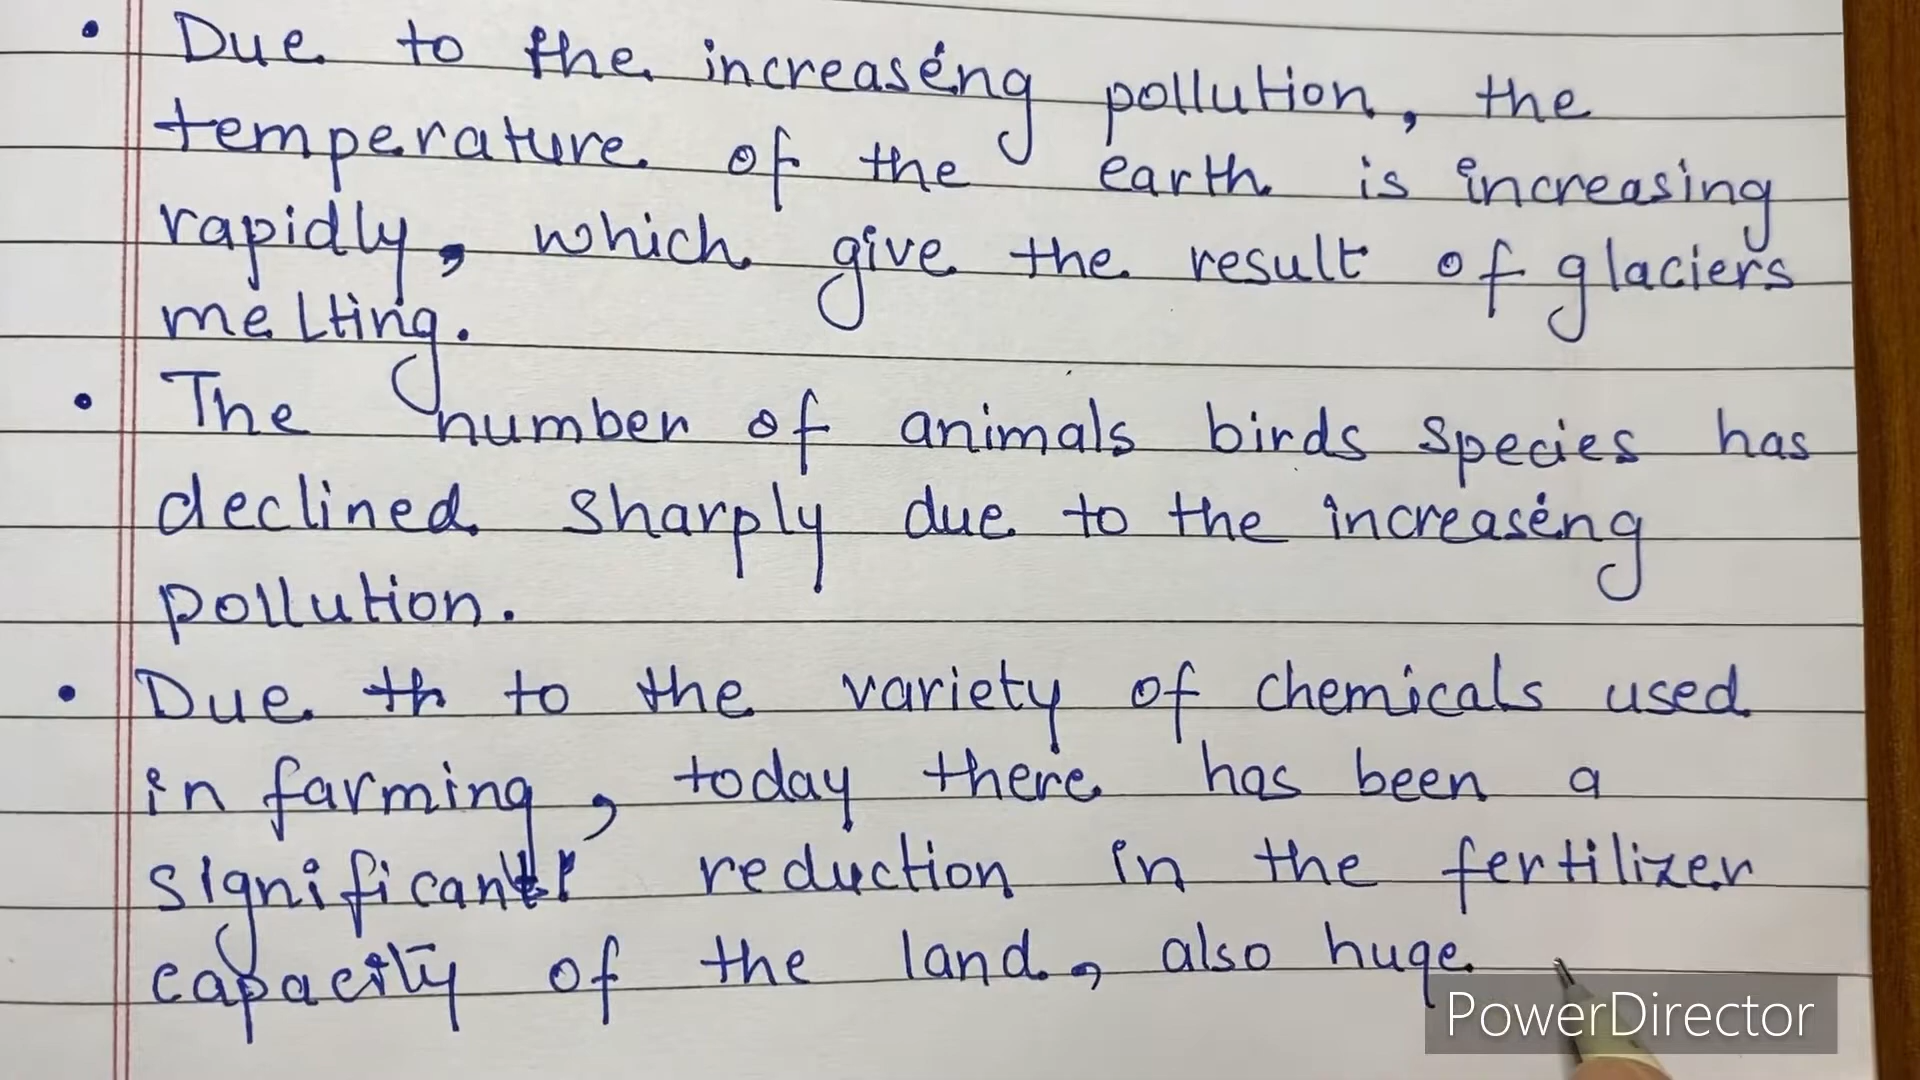 • Due to the increasing pollution, the
temperature of the earth is increasing
rapidly, which give the result of glaciers
melting.
• The number of animals birds species has
declined sharply due to the increasing
pollution.
• Due th to the variety of chemicals used
in farming, today there has been a
significant reduction in the fertilizer
capacity of the land, also huge
PowerDirector